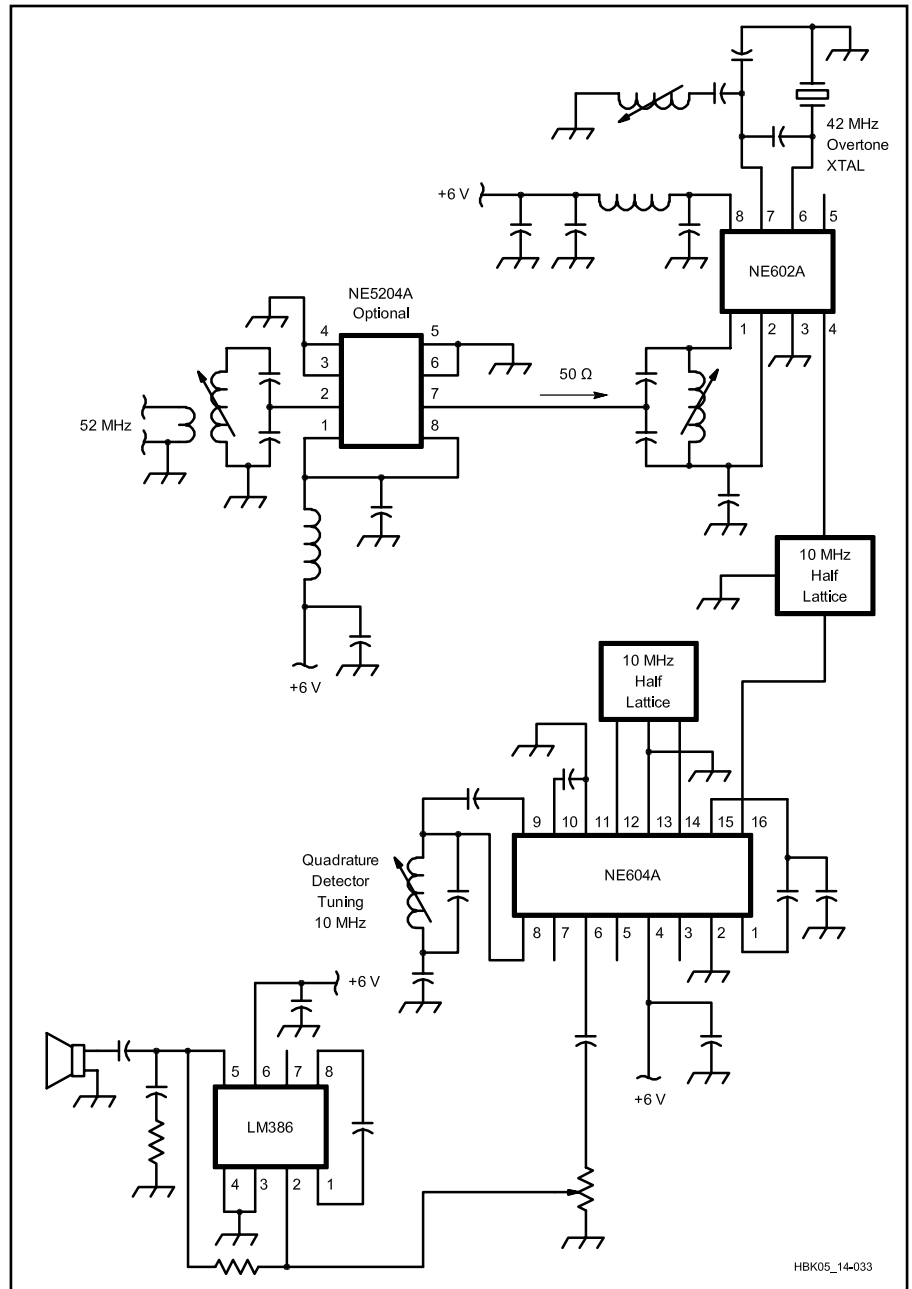 42 MHz
Overtone
XTAL
+6 V
8 7 6 5
NE602A
1 2 3 4
NE5204A
Optional
4 5
3 6
2 7
1 8
50 Ω
52 MHz
+6 V
10 MHz
Half
Lattice
10 MHz
Half
Lattice
9 10 11 12 13 14 15 16
NE604A
8 7 6 5 4 3 2 1
Quadrature
Detector
Tuning
10 MHz
+6 V
+6 V
5 6 7 8
LM386
4 3 2 1
HBK05_14-033